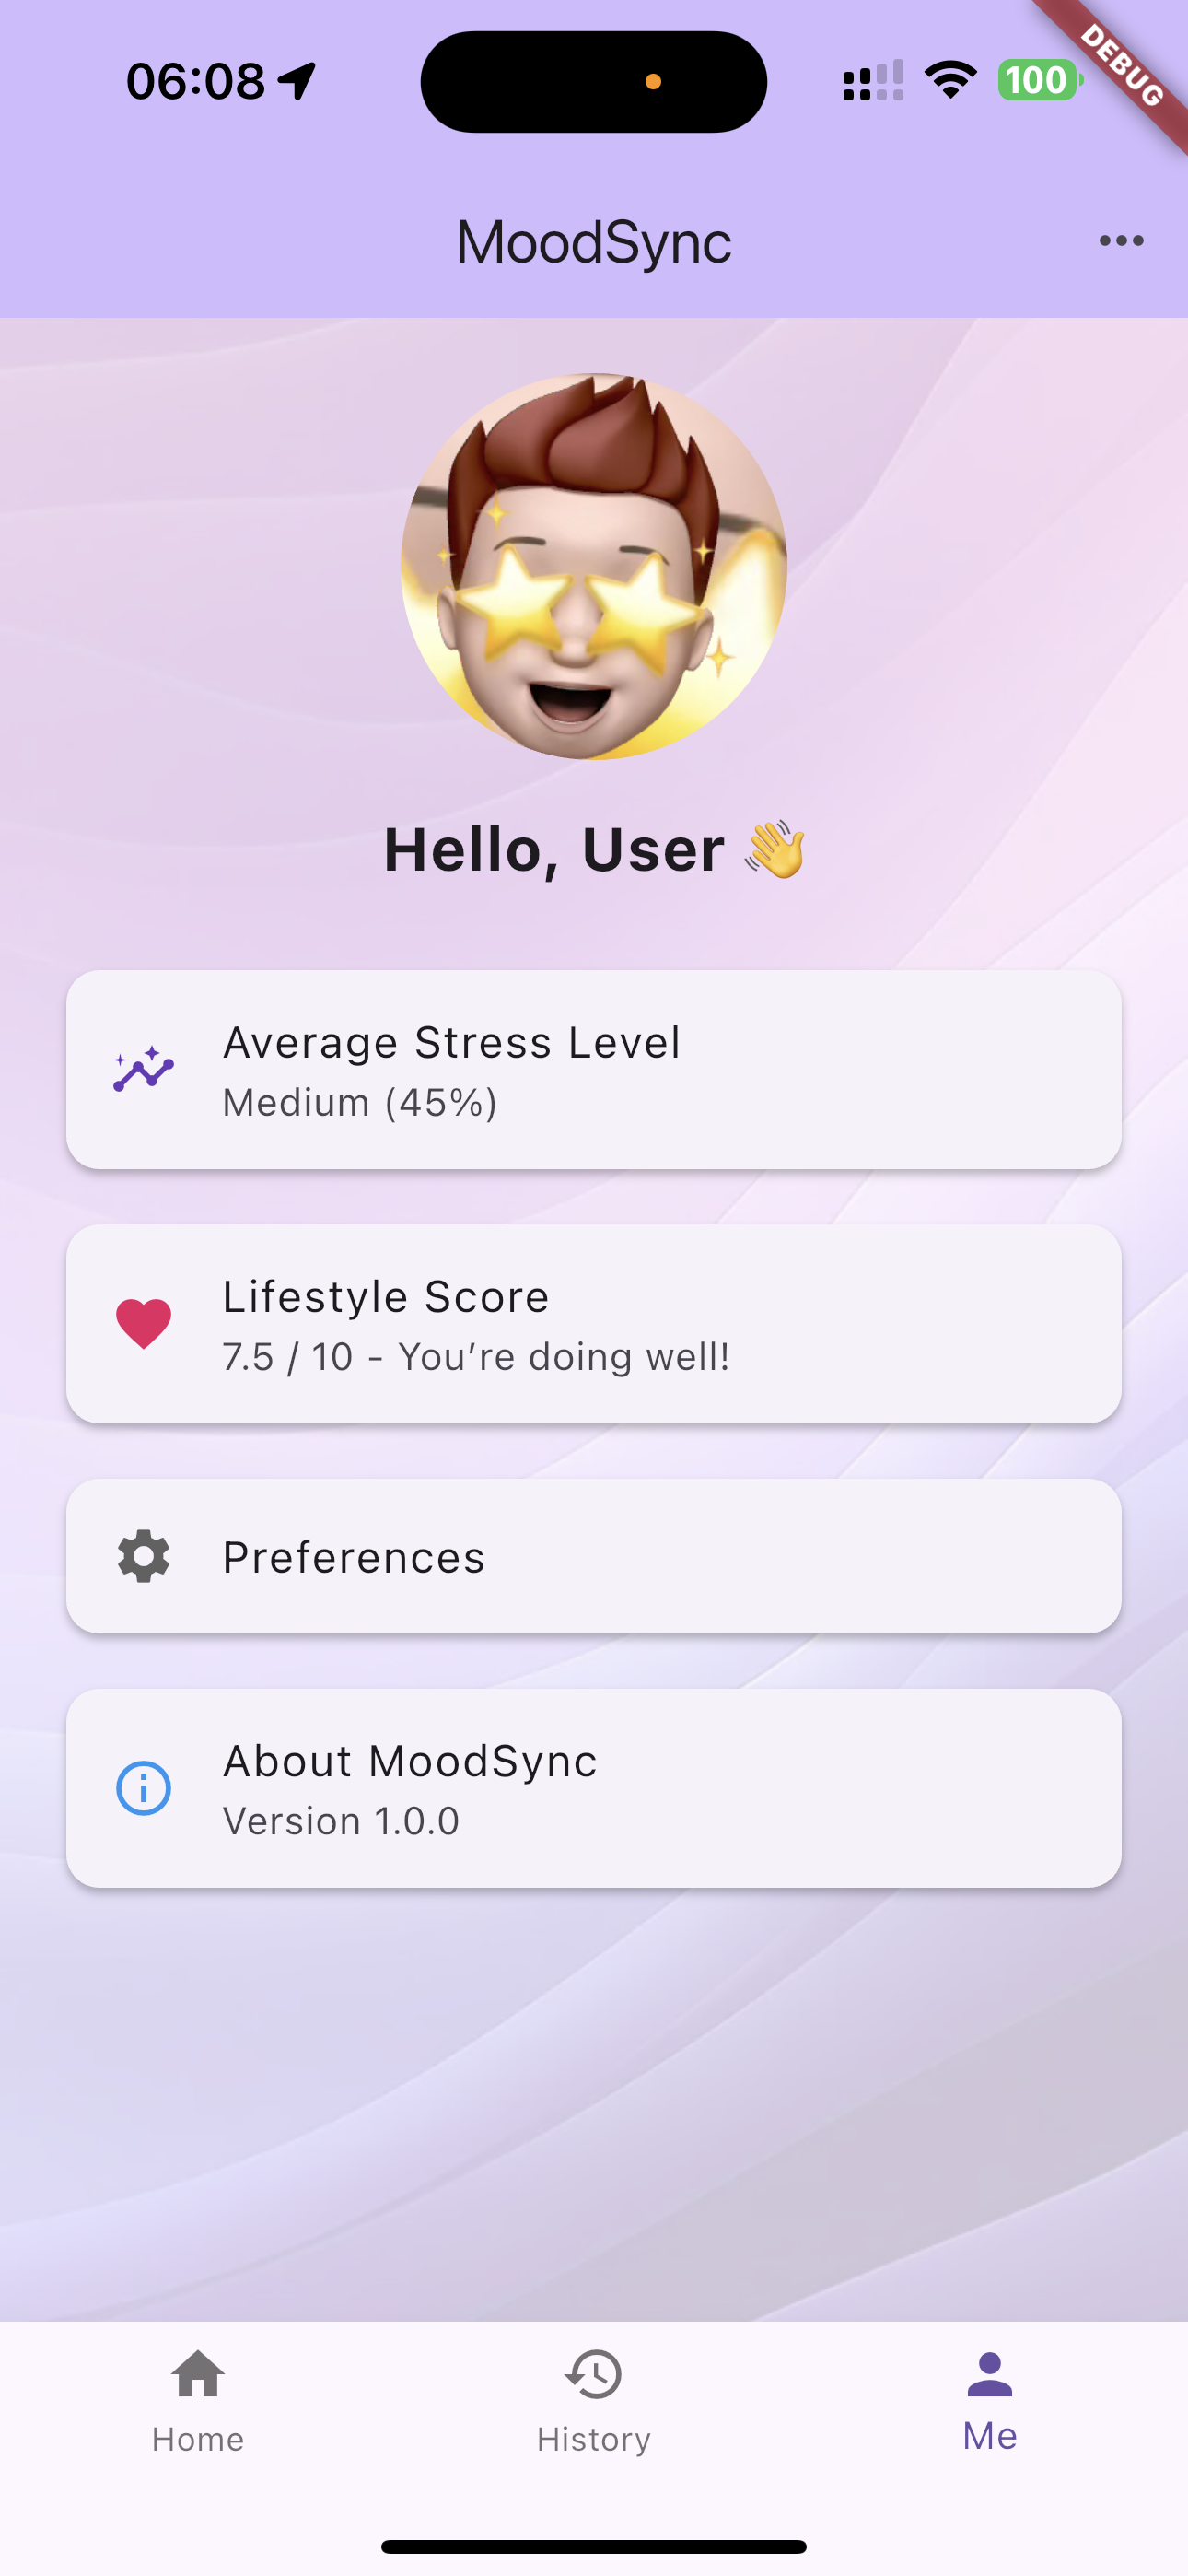 06:08
100
DEBUG
MoodSync
Hello, User 👋
Average Stress Level
Medium (45%)
Lifestyle Score
7.5 / 10 - You’re doing well!
Preferences
About MoodSync
Version 1.0.0
Home
History
Me